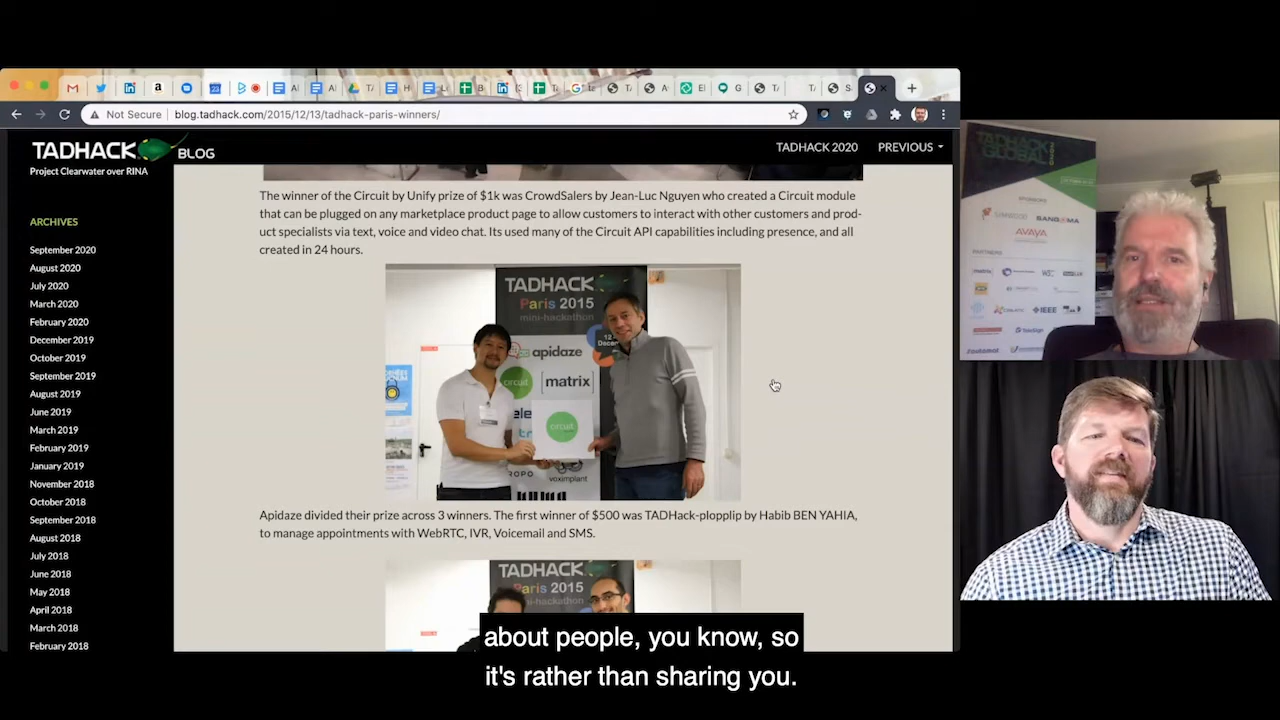 Not Secure
blog.tadhack.com/2015/12/13/tadhack-paris-winners/
TADHACK BLOG
Project Clearwater over RINA
TADHACK 2020
PREVIOUS
ARCHIVES
September 2020
August 2020
July 2020
March 2020
February 2020
December 2019
October 2019
September 2019
August 2019
June 2019
March 2019
February 2019
January 2019
November 2018
October 2018
September 2018
August 2018
July 2018
June 2018
May 2018
April 2018
March 2018
February 2018
The winner of the Circuit by Unify prize of $1k was CrowdSalers by Jean-Luc Nguyen who created a Circuit module
that can be plugged on any marketplace product page to allow customers to interact with other customers and prod-
uct specialists via text, voice and video chat. Its used many of the Circuit API capabilities including presence, and all
created in 24 hours.
TADHACK
Paris 2015
mini-hackathon
apidaze
circuit
[matrix]
circuit
voximplant
Apidaze divided their prize across 3 winners. The first winner of $500 was TADHack-plopplip by Habib BEN YAHIA,
to manage appointments with WebRTC, IVR, Voicemail and SMS.
TADHACK
Paris 2015
mini-hackathon
TADHACK
GLOBAL
SIMWOOD
SANGOMA
AVAYA
matrix
IEEE
about people, you know, so
it's rather than sharing you.